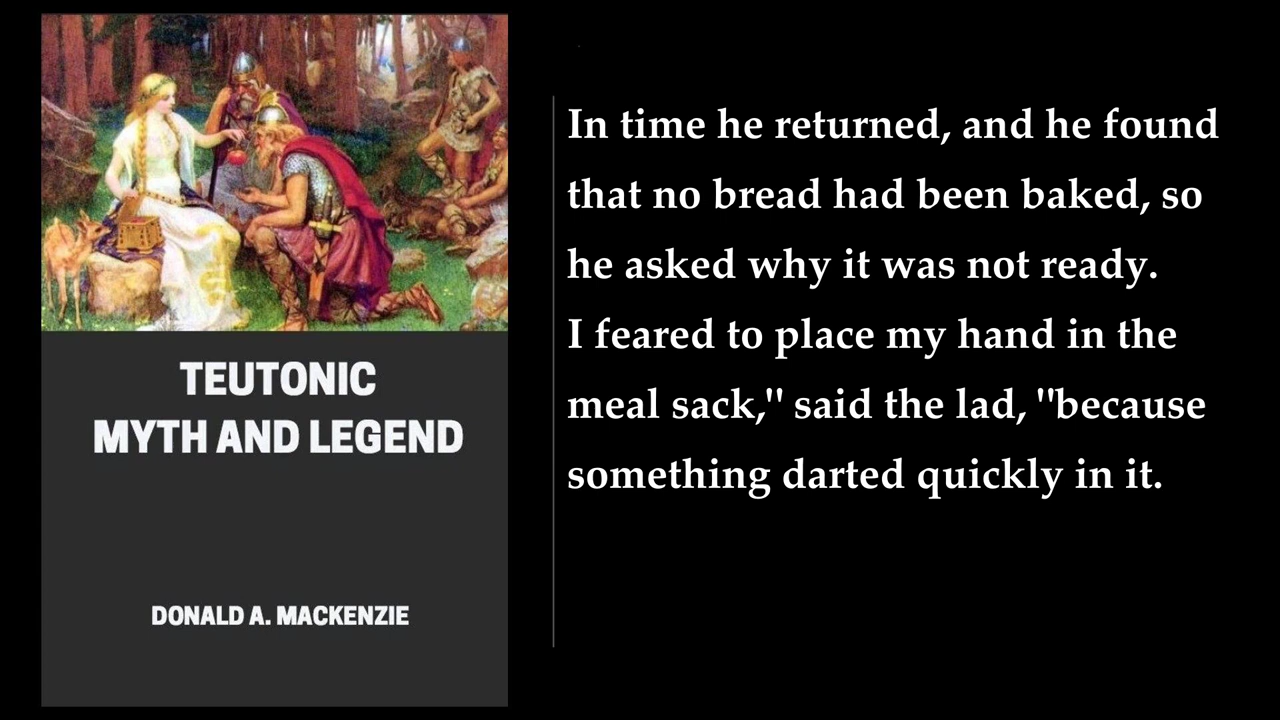 TEUTONIC
MYTH AND LEGEND
DONALD A. MACKENZIE
In time he returned, and he found
that no bread had been baked, so
he asked why it was not ready.
I feared to place my hand in the
meal sack," said the lad, "because
something darted quickly in it.